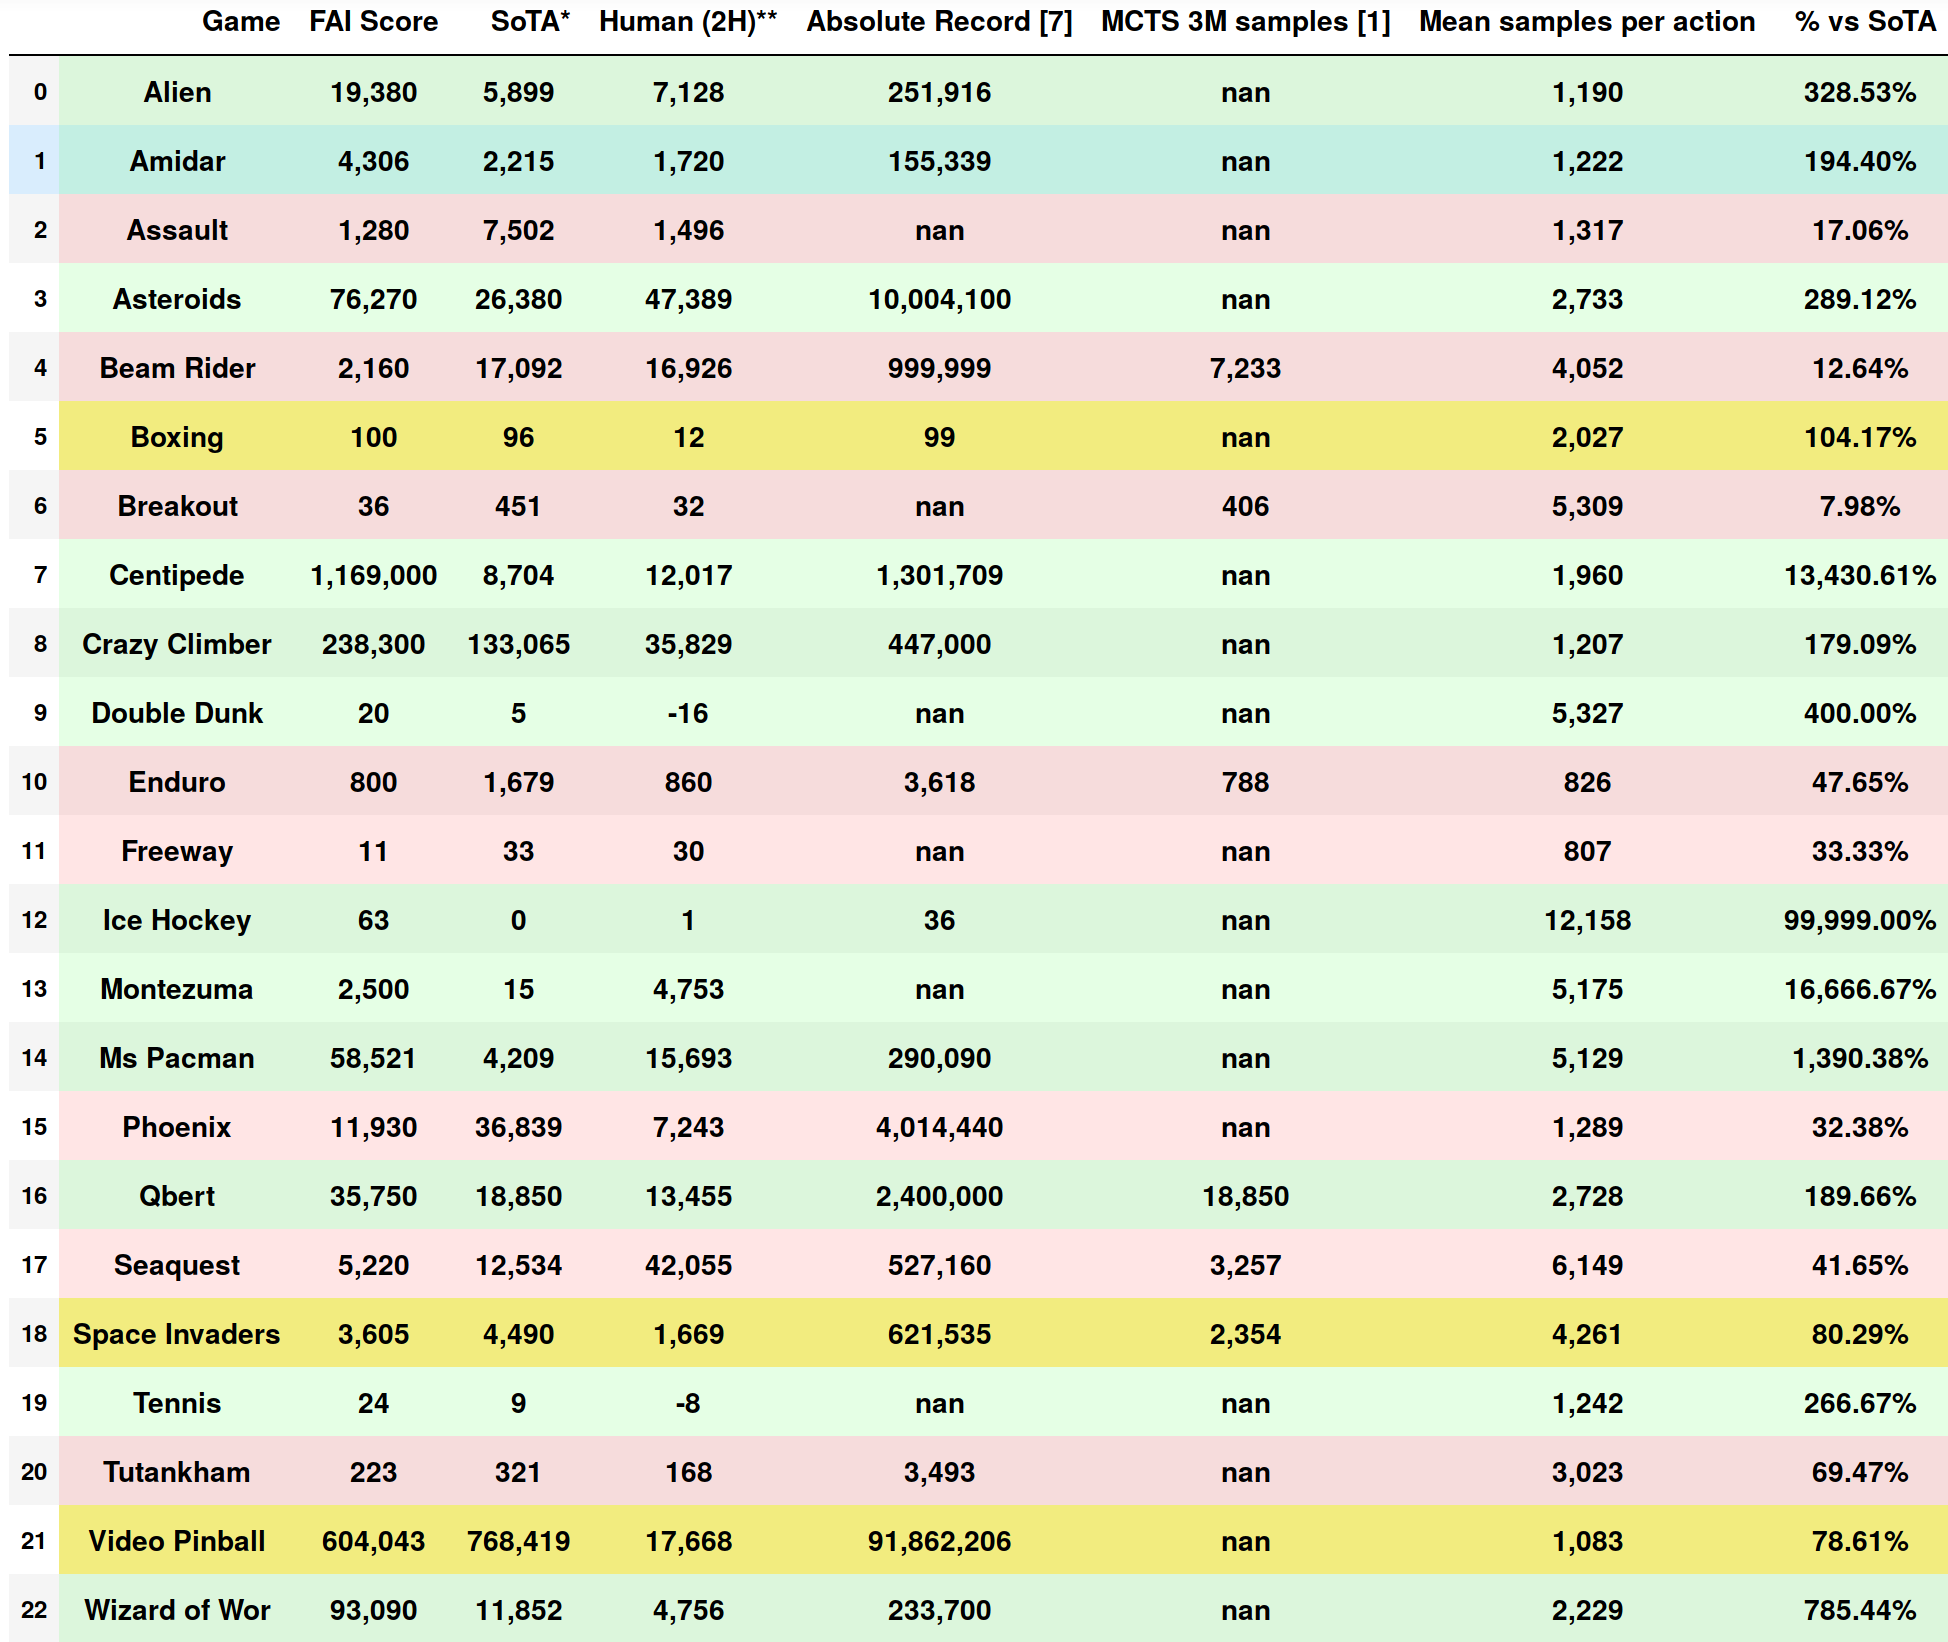 Game FAI Score SoTA* Human (2H)** Absolute Record [7] MCTS 3M samples [1] Mean samples per action % vs SoTA
0 Alien 19,380 5,899 7,128 251,916 nan 1,190 328.53%
1 Amidar 4,306 2,215 1,720 155,339 nan 1,222 194.40%
2 Assault 1,280 7,502 1,496 nan nan 1,317 17.06%
3 Asteroids 76,270 26,380 47,389 10,004,100 nan 2,733 289.12%
4 Beam Rider 2,160 17,092 16,926 999,999 7,233 4,052 12.64%
5 Boxing 100 96 12 99 nan 2,027 104.17%
6 Breakout 36 451 32 nan 406 5,309 7.98%
7 Centipede 1,169,000 8,704 12,017 1,301,709 nan 1,960 13,430.61%
8 Crazy Climber 238,300 133,065 35,829 447,000 nan 1,207 179.09%
9 Double Dunk 20 5 -16 nan nan 5,327 400.00%
10 Enduro 800 1,679 860 3,618 788 826 47.65%
11 Freeway 11 33 30 nan nan 807 33.33%
12 Ice Hockey 63 0 1 36 nan 12,158 99,999.00%
13 Montezuma 2,500 15 4,753 nan nan 5,175 16,666.67%
14 Ms Pacman 58,521 4,209 15,693 290,090 nan 5,129 1,390.38%
15 Phoenix 11,930 36,839 7,243 4,014,440 nan 1,289 32.38%
16 Qbert 35,750 18,850 13,455 2,400,000 18,850 2,728 189.66%
17 Seaquest 5,220 12,534 42,055 527,160 3,257 6,149 41.65%
18 Space Invaders 3,605 4,490 1,669 621,535 2,354 4,261 80.29%
19 Tennis 24 9 -8 nan nan 1,242 266.67%
20 Tutankham 223 321 168 3,493 nan 3,023 69.47%
21 Video Pinball 604,043 768,419 17,668 91,862,206 nan 1,083 78.61%
22 Wizard of Wor 93,090 11,852 4,756 233,700 nan 2,229 785.44%